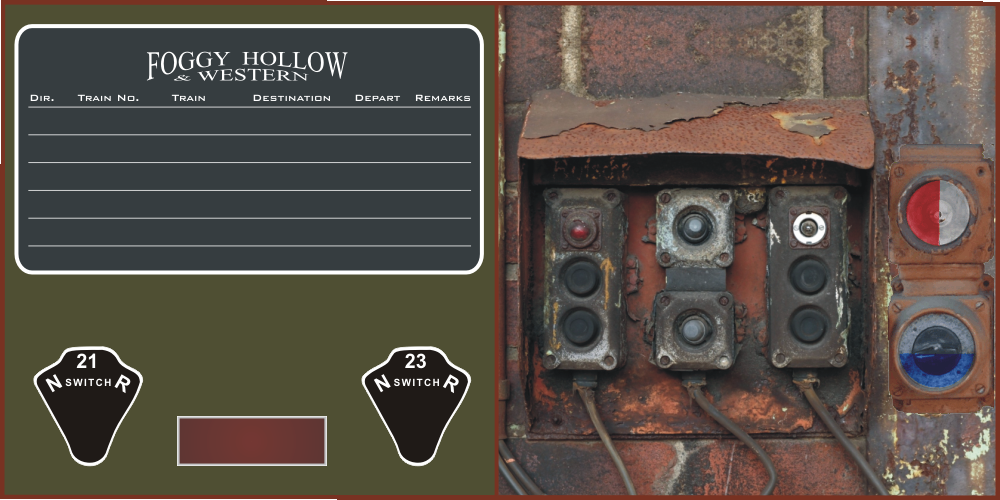 FOGGY HOLLOW
& WESTERN
DIR. TRAIN NO. TRAIN DESTINATION DEPART REMARKS
21
N SWITCH R
23
N SWITCH R